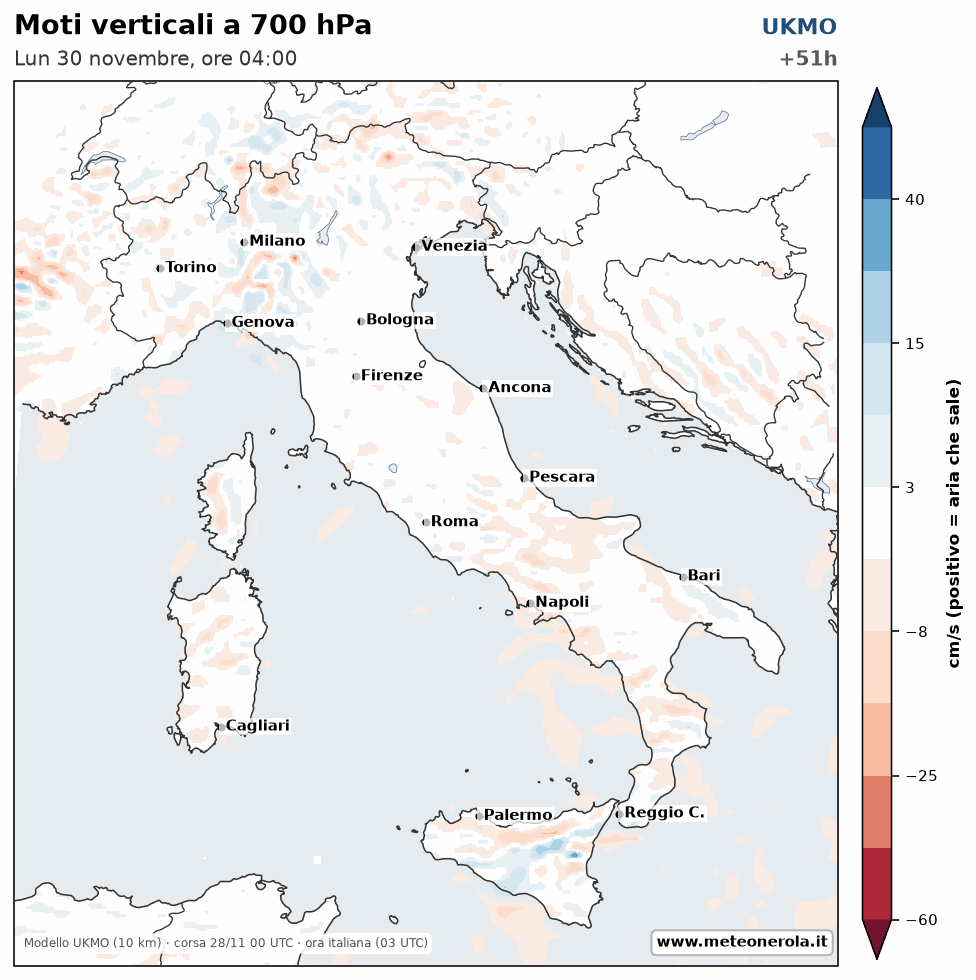 Moti verticali a 700 hPa
UKMO
Lun 30 novembre, ore 04:00
+51h
Milano
Venezia
Torino
Genova
Bologna
Firenze
Ancona
Pescara
Roma
Bari
Napoli
Cagliari
Palermo
Reggio C.
40
15
3
−8
−25
−60
cm/s (positivo = aria che sale)
Modello UKMO (10 km) · corsa 28/11 00 UTC · ora italiana (03 UTC)
www.meteonerola.it